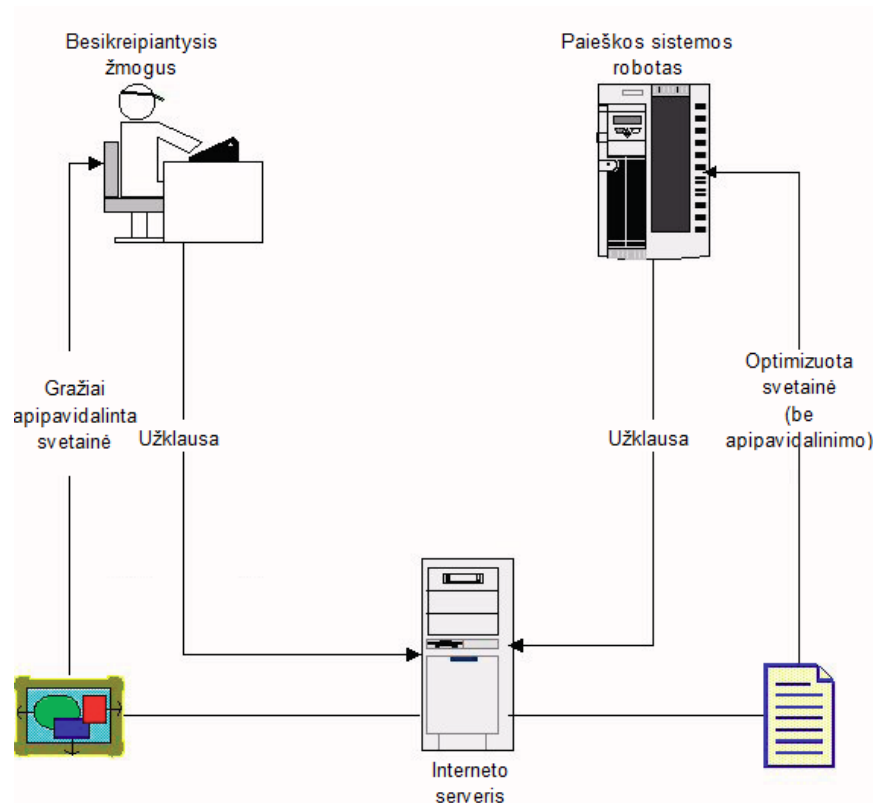 Besikreipiantysis
žmogus
Paieškos sistemos
robotas
Gražiai
apipavidalinta
svetainė
Užklausa
Užklausa
Optimizuota
svetainė
(be
apipavidalinimo)
Interneto
serveris